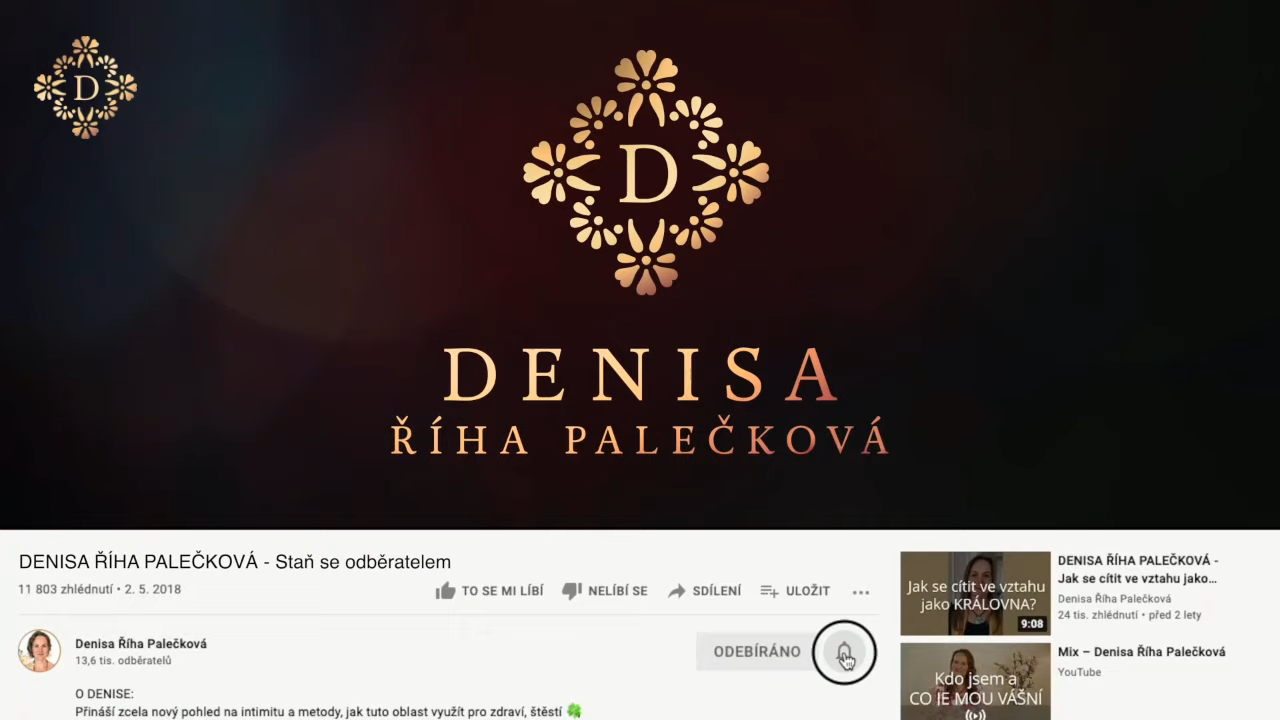 D
D
DENISA
ŘÍHA PALEČKOVÁ
DENISA ŘÍHA PALEČKOVÁ - Staň se odběratelem
11 803 zhlédnutí • 2. 5. 2018
TO SE MI LÍBÍ
NELÍBÍ SE
SDÍLENÍ
ULOŽIT
Denisa Říha Palečková
13,6 tis. odběratelů
ODEBÍRÁNO
O DENISE:
Přináší zcela nový pohled na intimitu a metody, jak tuto oblast využít pro zdraví, štěstí 🍀
Jak se cítit ve vztahu
jako KRÁLOVNA?
9:08
DENISA ŘÍHA PALEČKOVÁ -
Jak se cítit ve vztahu jako…
Denisa Říha Palečková
24 tis. zhlédnutí • před 2 lety
Kdo jsem a
CO JE MOU VÁŠNÍ
Mix – Denisa Říha Palečková
YouTube